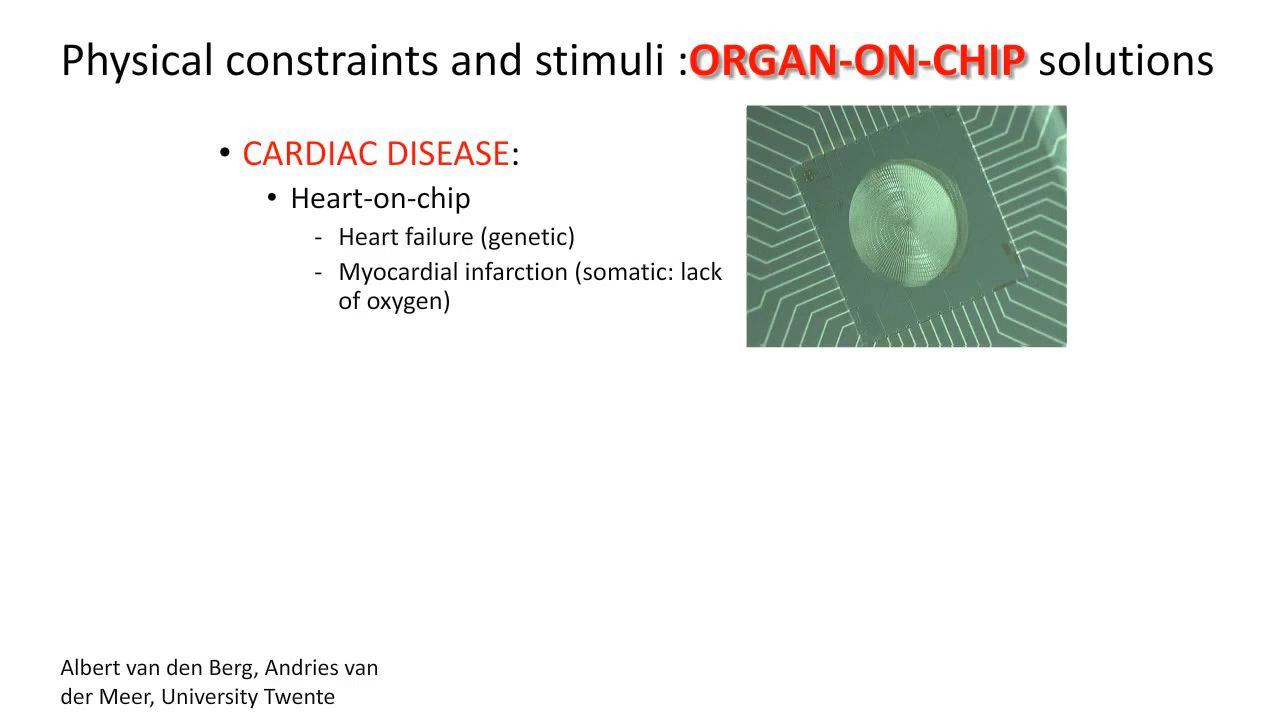 Physical constraints and stimuli :ORGAN-ON-CHIP solutions
• CARDIAC DISEASE:
• Heart-on-chip
- Heart failure (genetic)
- Myocardial infarction (somatic: lack
of oxygen)
Albert van den Berg, Andries van
der Meer, University Twente